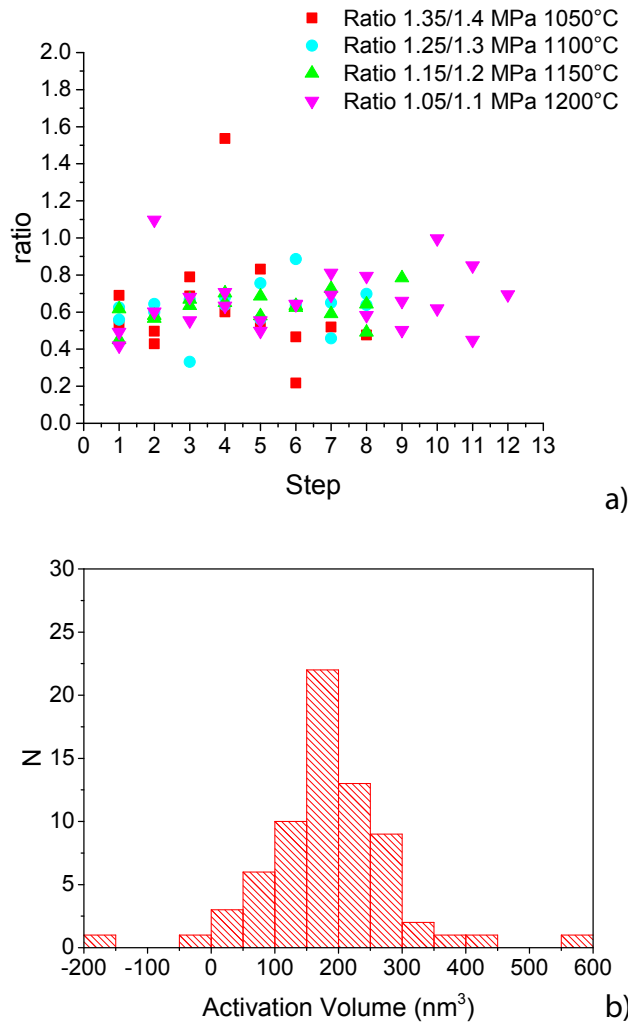 Ratio 1.35/1.4 MPa 1050°C
Ratio 1.25/1.3 MPa 1100°C
Ratio 1.15/1.2 MPa 1150°C
Ratio 1.05/1.1 MPa 1200°C
2.0
1.8
1.6
1.4
1.2
1.0
0.8
0.6
0.4
0.2
0.0
ratio
0 1 2 3 4 5 6 7 8 9 10 11 12 13
Step
a)
30
25
20
15
10
5
0
N
-200 -100 0 100 200 300 400 500 600
Activation Volume (nm³)
b)